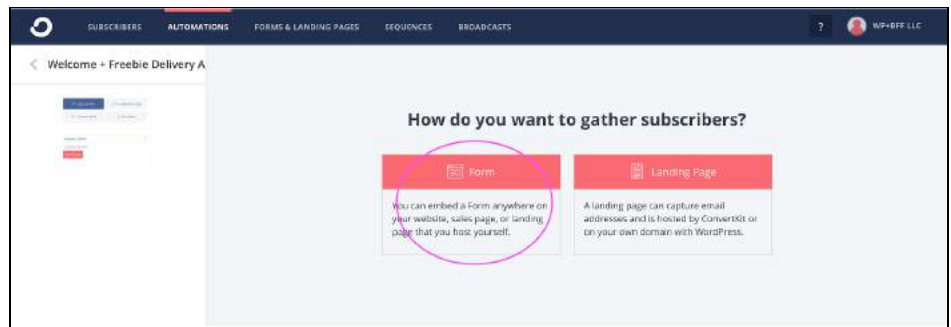 SUBSCRIBERS AUTOMATIONS FORMS & LANDING PAGES SEQUENCES BROADCASTS ? WP+BFF LLC
< Welcome + Freebie Delivery A
How do you want to gather subscribers?
Form
You can embed a Form anywhere on
your website, sales page, or landing
page that you host yourself.
Landing Page
A landing page can capture email
addresses and is hosted by ConvertKit or
on your own domain with WordPress.